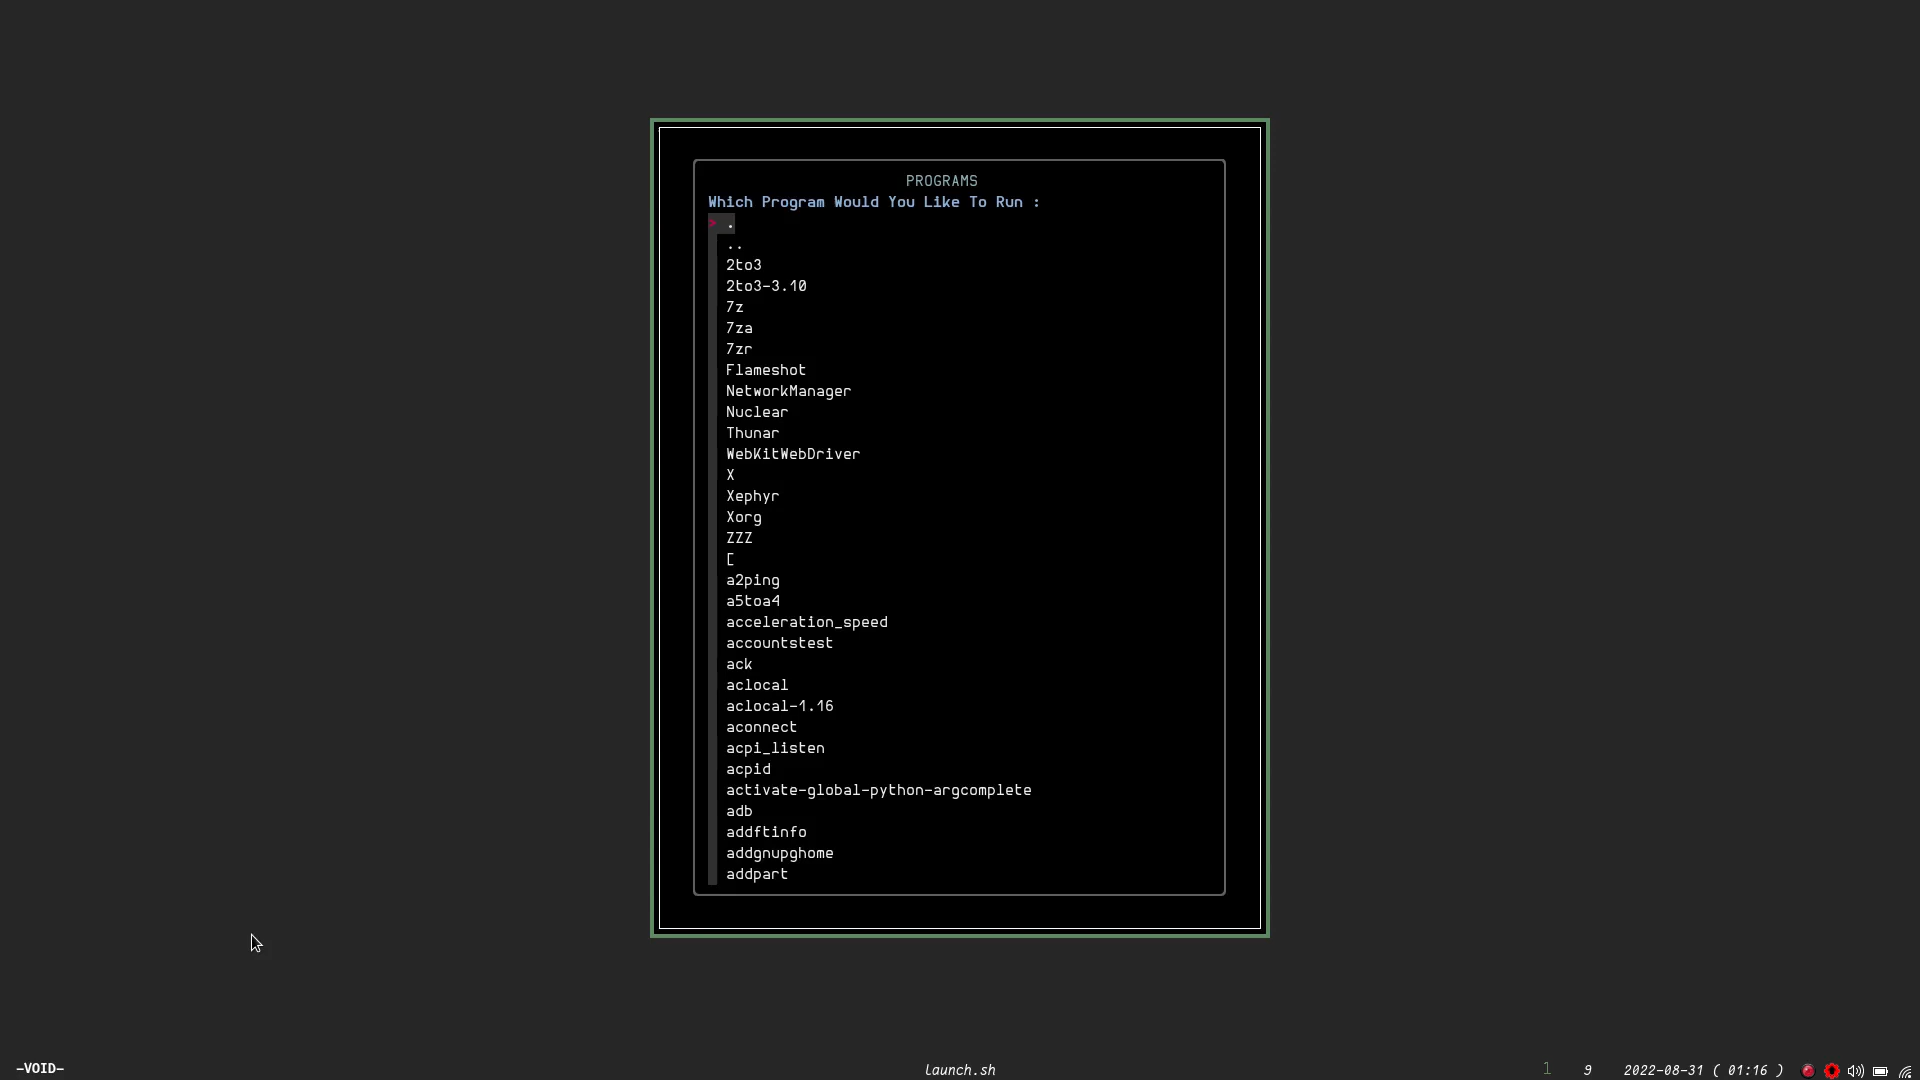 PROGRAMS
Which Program Would You Like To Run :
> .
..
2to3
2to3-3.10
7z
7za
7zr
Flameshot
NetworkManager
Nuclear
Thunar
WebKitWebDriver
X
Xephyr
Xorg
ZZZ
[
a2ping
a5toa4
acceleration_speed
accountstest
ack
aclocal
aclocal-1.16
aconnect
acpi_listen
acpid
activate-global-python-argcomplete
adb
addftinfo
addgnupghome
addpart
-VOID- launch.sh 1 9 2022-08-31 ( 01:16 )